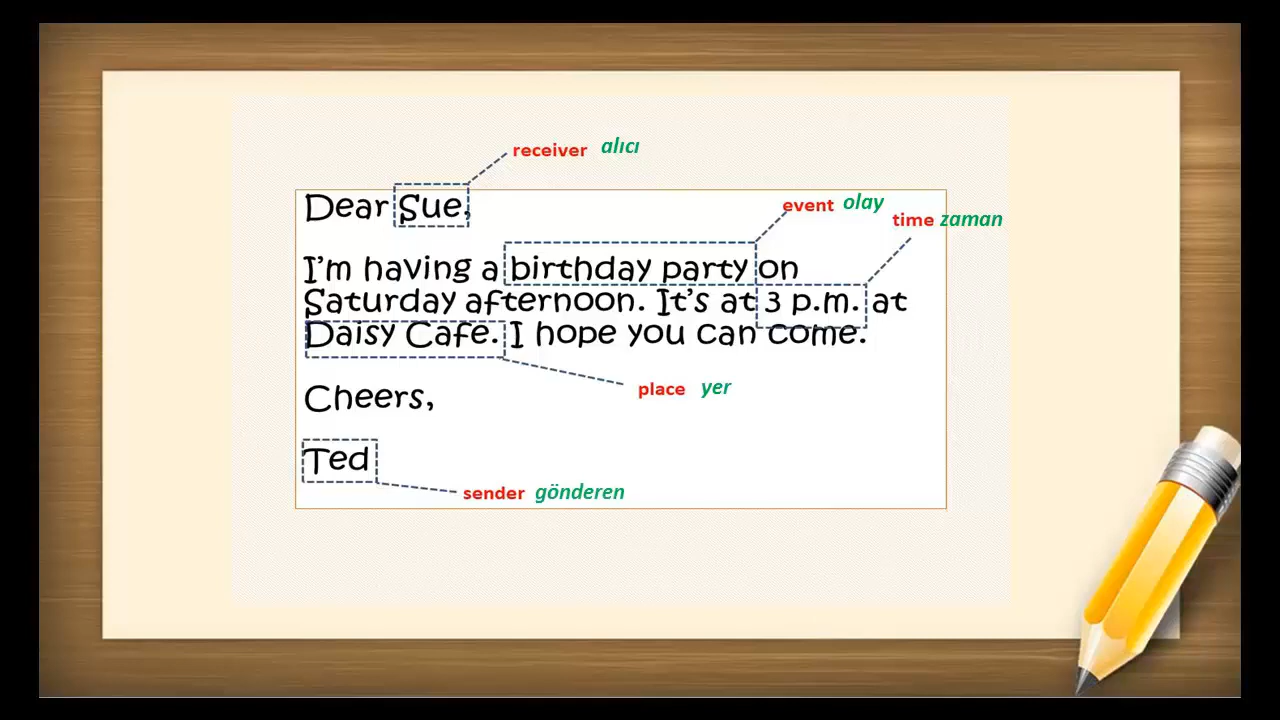 receiver alıcı
Dear Sue,
event olay
time zaman
I'm having a birthday party on
Saturday afternoon. It's at 3 p.m. at
Daisy Cafe. I hope you can come.
place yer
Cheers,
Ted
sender gönderen